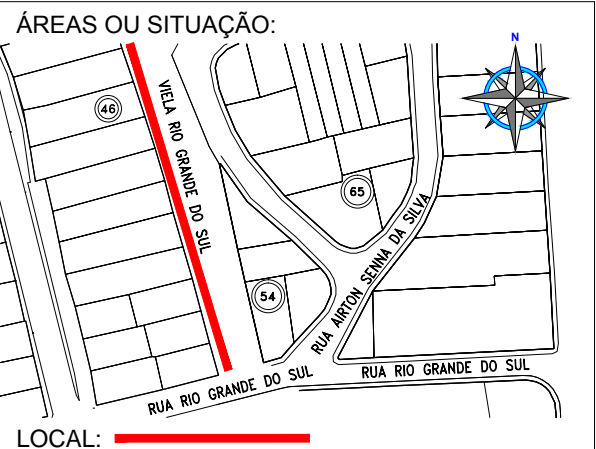 ÁREAS OU SITUAÇÃO:
N
46
VIELA RIO GRANDE DO SUL
65
54
RUA AIRTON SENNA DA SILVA
RUA RIO GRANDE DO SUL
RUA RIO GRANDE DO SUL
LOCAL: